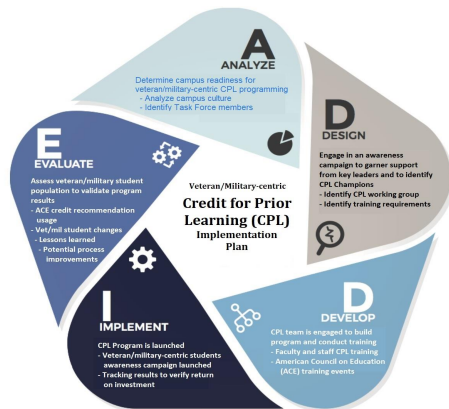 A
ANALYZE
Determine campus readiness for
veteran/military-centric CPL programming
- Analyze campus culture
- Identify Task Force members
D
DESIGN
Engage in an awareness
campaign to garner support
from key leaders and to identify
CPL Champions
- Identify CPL working group
- Identify training requirements
D
DEVELOP
CPL team is engaged to build
program and conduct training
- Faculty and staff CPL training
- American Council on Education
(ACE) training events
I
IMPLEMENT
CPL Program is launched
- Veteran/military-centric students
awareness campaign launched
- Tracking results to verify return
on investment
E
EVALUATE
Assess veteran/military student
population to validate program
results
- ACE credit recommendation
usage
- Vet/mil student changes
- Lessons learned
- Potential process
improvements
Veteran/Military-centric
Credit for Prior
Learning (CPL)
Implementation
Plan